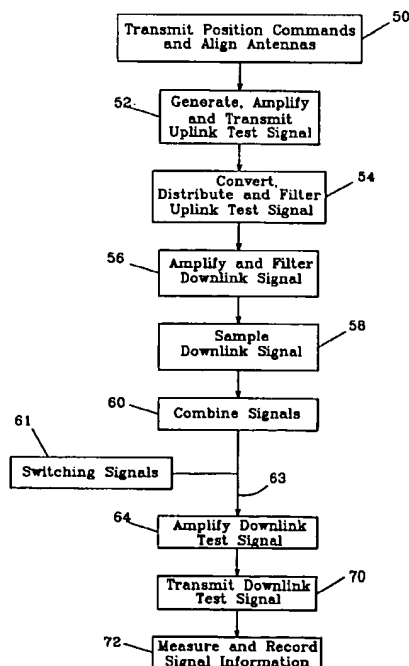 50
Transmit Position Commands
and Align Antennas
52
Generate, Amplify
and Transmit
Uplink Test Signal
54
Convert,
Distribute and Filter
Uplink Test Signal
56
Amplify and Filter
Downlink Signal
58
Sample
Downlink Signal
60
Combine Signals
61
Switching Signals
63
64
Amplify Downlink
Test Signal
70
Transmit Downlink
Test Signal
72
Measure and Record
Signal Information